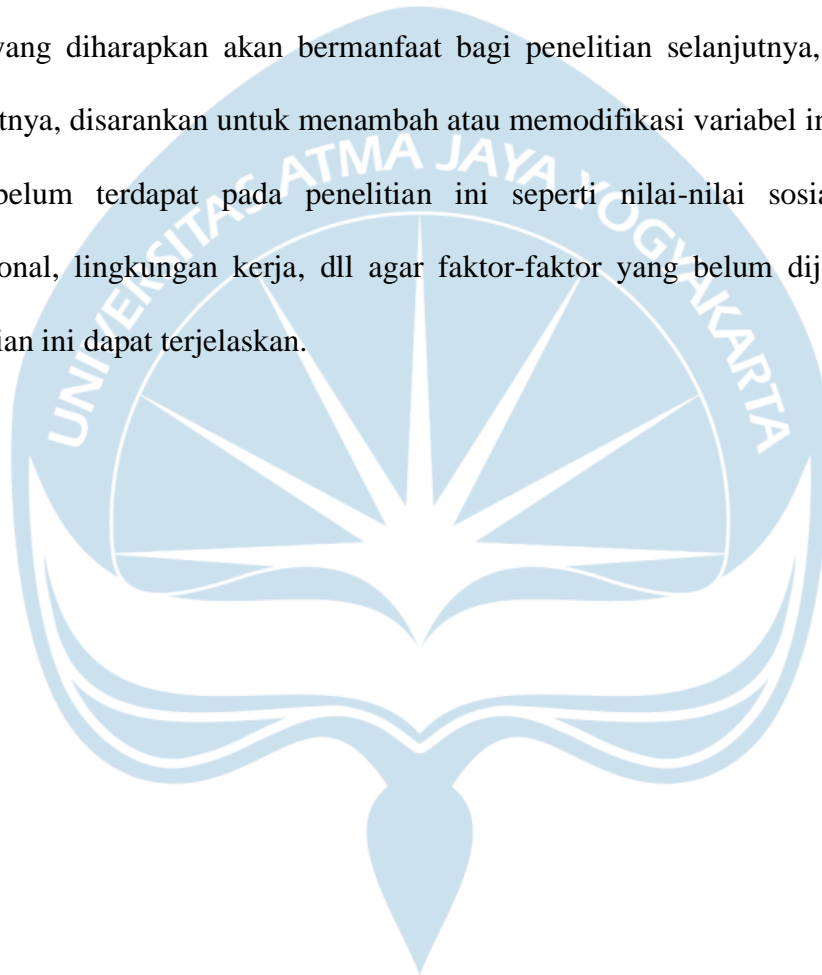 yang diharapkan akan bermanfaat bagi penelitian selanjutnya,
tnya, disarankan untuk menambah atau memodifikasi variabel in
belum terdapat pada penelitian ini seperti nilai-nilai sosia
onal, lingkungan kerja, dll agar faktor-faktor yang belum dij
ian ini dapat terjelaskan.
UNIVERSITAS ATMA JAYA YOGYAKARTA